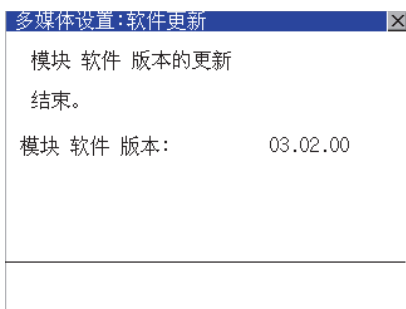 多媒体设置:软件更新
模块 软件 版本的更新
结束。
模块 软件 版本: 03.02.00